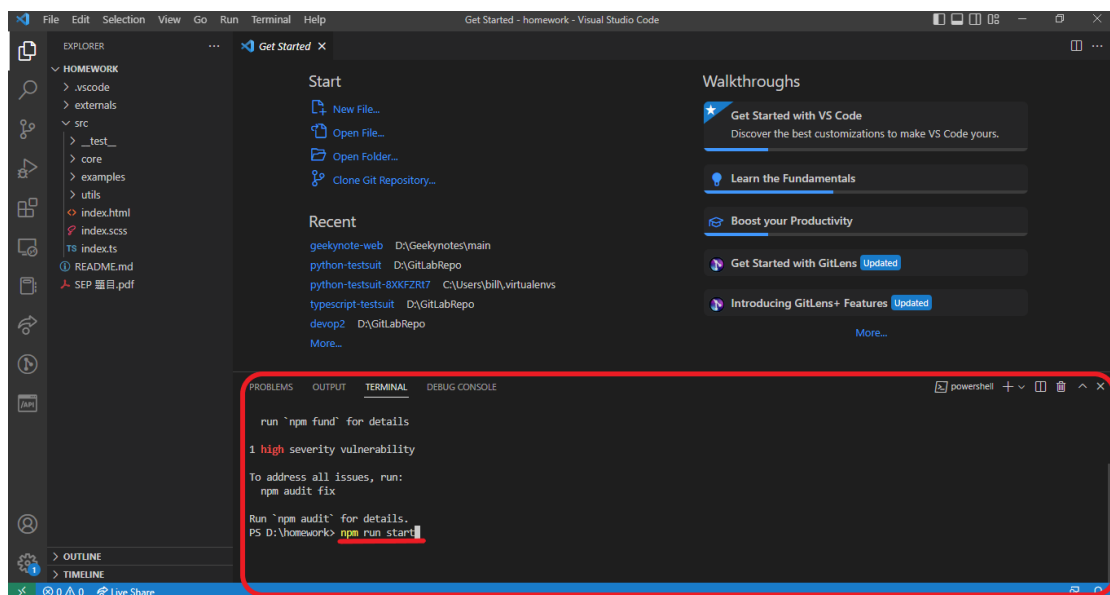 File Edit Selection View Go Run Terminal Help
Get Started - homework - Visual Studio Code
EXPLORER
HOMEWORK
.vscode
externals
src
__test__
core
examples
utils
index.html
index.scss
TS index.ts
README.md
SEP 题目.pdf
OUTLINE
TIMELINE
Get Started
Start
New File...
Open File...
Open Folder...
Clone Git Repository...
Recent
geekynote-web D:\Geekynotes\main
python-testsuit D:\GitLabRepo
python-testsuit-8XKFZRt7 C:\Users\bill\.virtualenvs
typescript-testsuit D:\GitLabRepo
devop2 D:\GitLabRepo
More...
Walkthroughs
Get Started with VS Code
Discover the best customizations to make VS Code yours.
Learn the Fundamentals
Boost your Productivity
Get Started with GitLens Updated
Introducing GitLens+ Features Updated
More...
PROBLEMS OUTPUT TERMINAL DEBUG CONSOLE
powershell
run `npm fund` for details
1 high severity vulnerability
To address all issues, run:
npm audit fix
Run `npm audit` for details.
PS D:\homework> npm run start
/API
1
0 0 Live Share